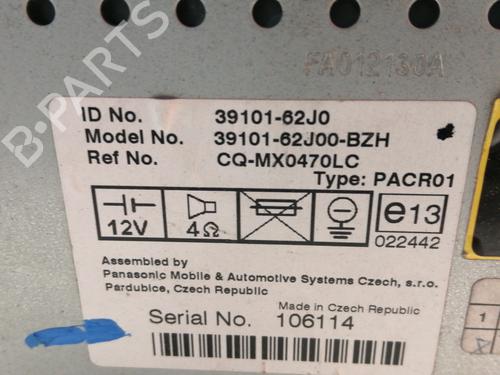 FA012130A
ID No. 39101-62J0
Model No. 39101-62J00-BZH
Ref No. CQ-MX0470LC
Type: PACR01
12V
4Ω
e13
022442
Assembled by
Panasonic Mobile & Automotive Systems Czech, s.r.o.
Pardubice, Czech Republic
Made in Czech Republic
Serial No. 106114
1
8
B-Parts